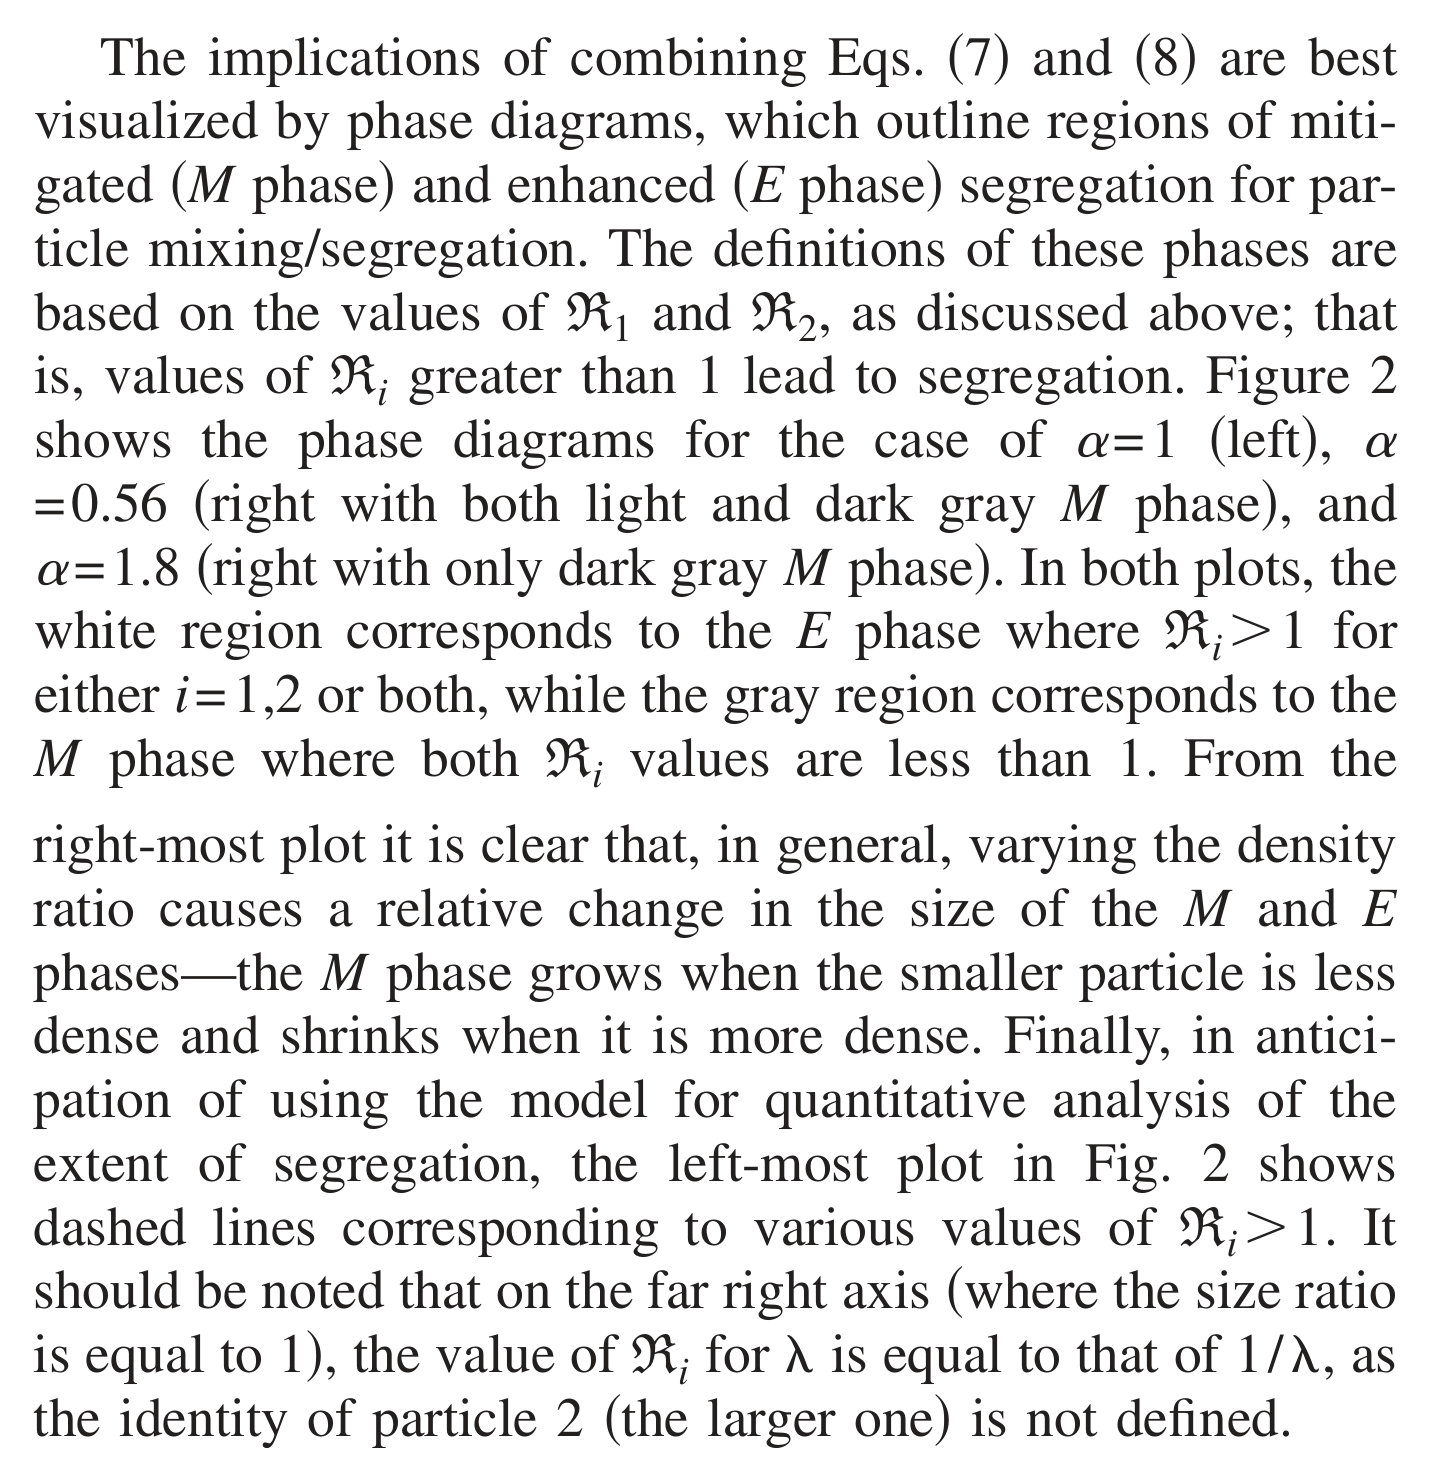 The implications of combining Eqs. (7) and (8) are best
visualized by phase diagrams, which outline regions of miti-
gated (M phase) and enhanced (E phase) segregation for par-
ticle mixing/segregation. The definitions of these phases are
based on the values of ℜ₁ and ℜ₂, as discussed above; that
is, values of ℜᵢ greater than 1 lead to segregation. Figure 2
shows the phase diagrams for the case of α=1 (left), α
=0.56 (right with both light and dark gray M phase), and
α=1.8 (right with only dark gray M phase). In both plots, the
white region corresponds to the E phase where ℜᵢ>1 for
either i=1,2 or both, while the gray region corresponds to the
M phase where both ℜᵢ values are less than 1. From the
right-most plot it is clear that, in general, varying the density
ratio causes a relative change in the size of the M and E
phases—the M phase grows when the smaller particle is less
dense and shrinks when it is more dense. Finally, in antici-
pation of using the model for quantitative analysis of the
extent of segregation, the left-most plot in Fig. 2 shows
dashed lines corresponding to various values of ℜᵢ>1. It
should be noted that on the far right axis (where the size ratio
is equal to 1), the value of ℜᵢ for λ is equal to that of 1/λ, as
the identity of particle 2 (the larger one) is not defined.